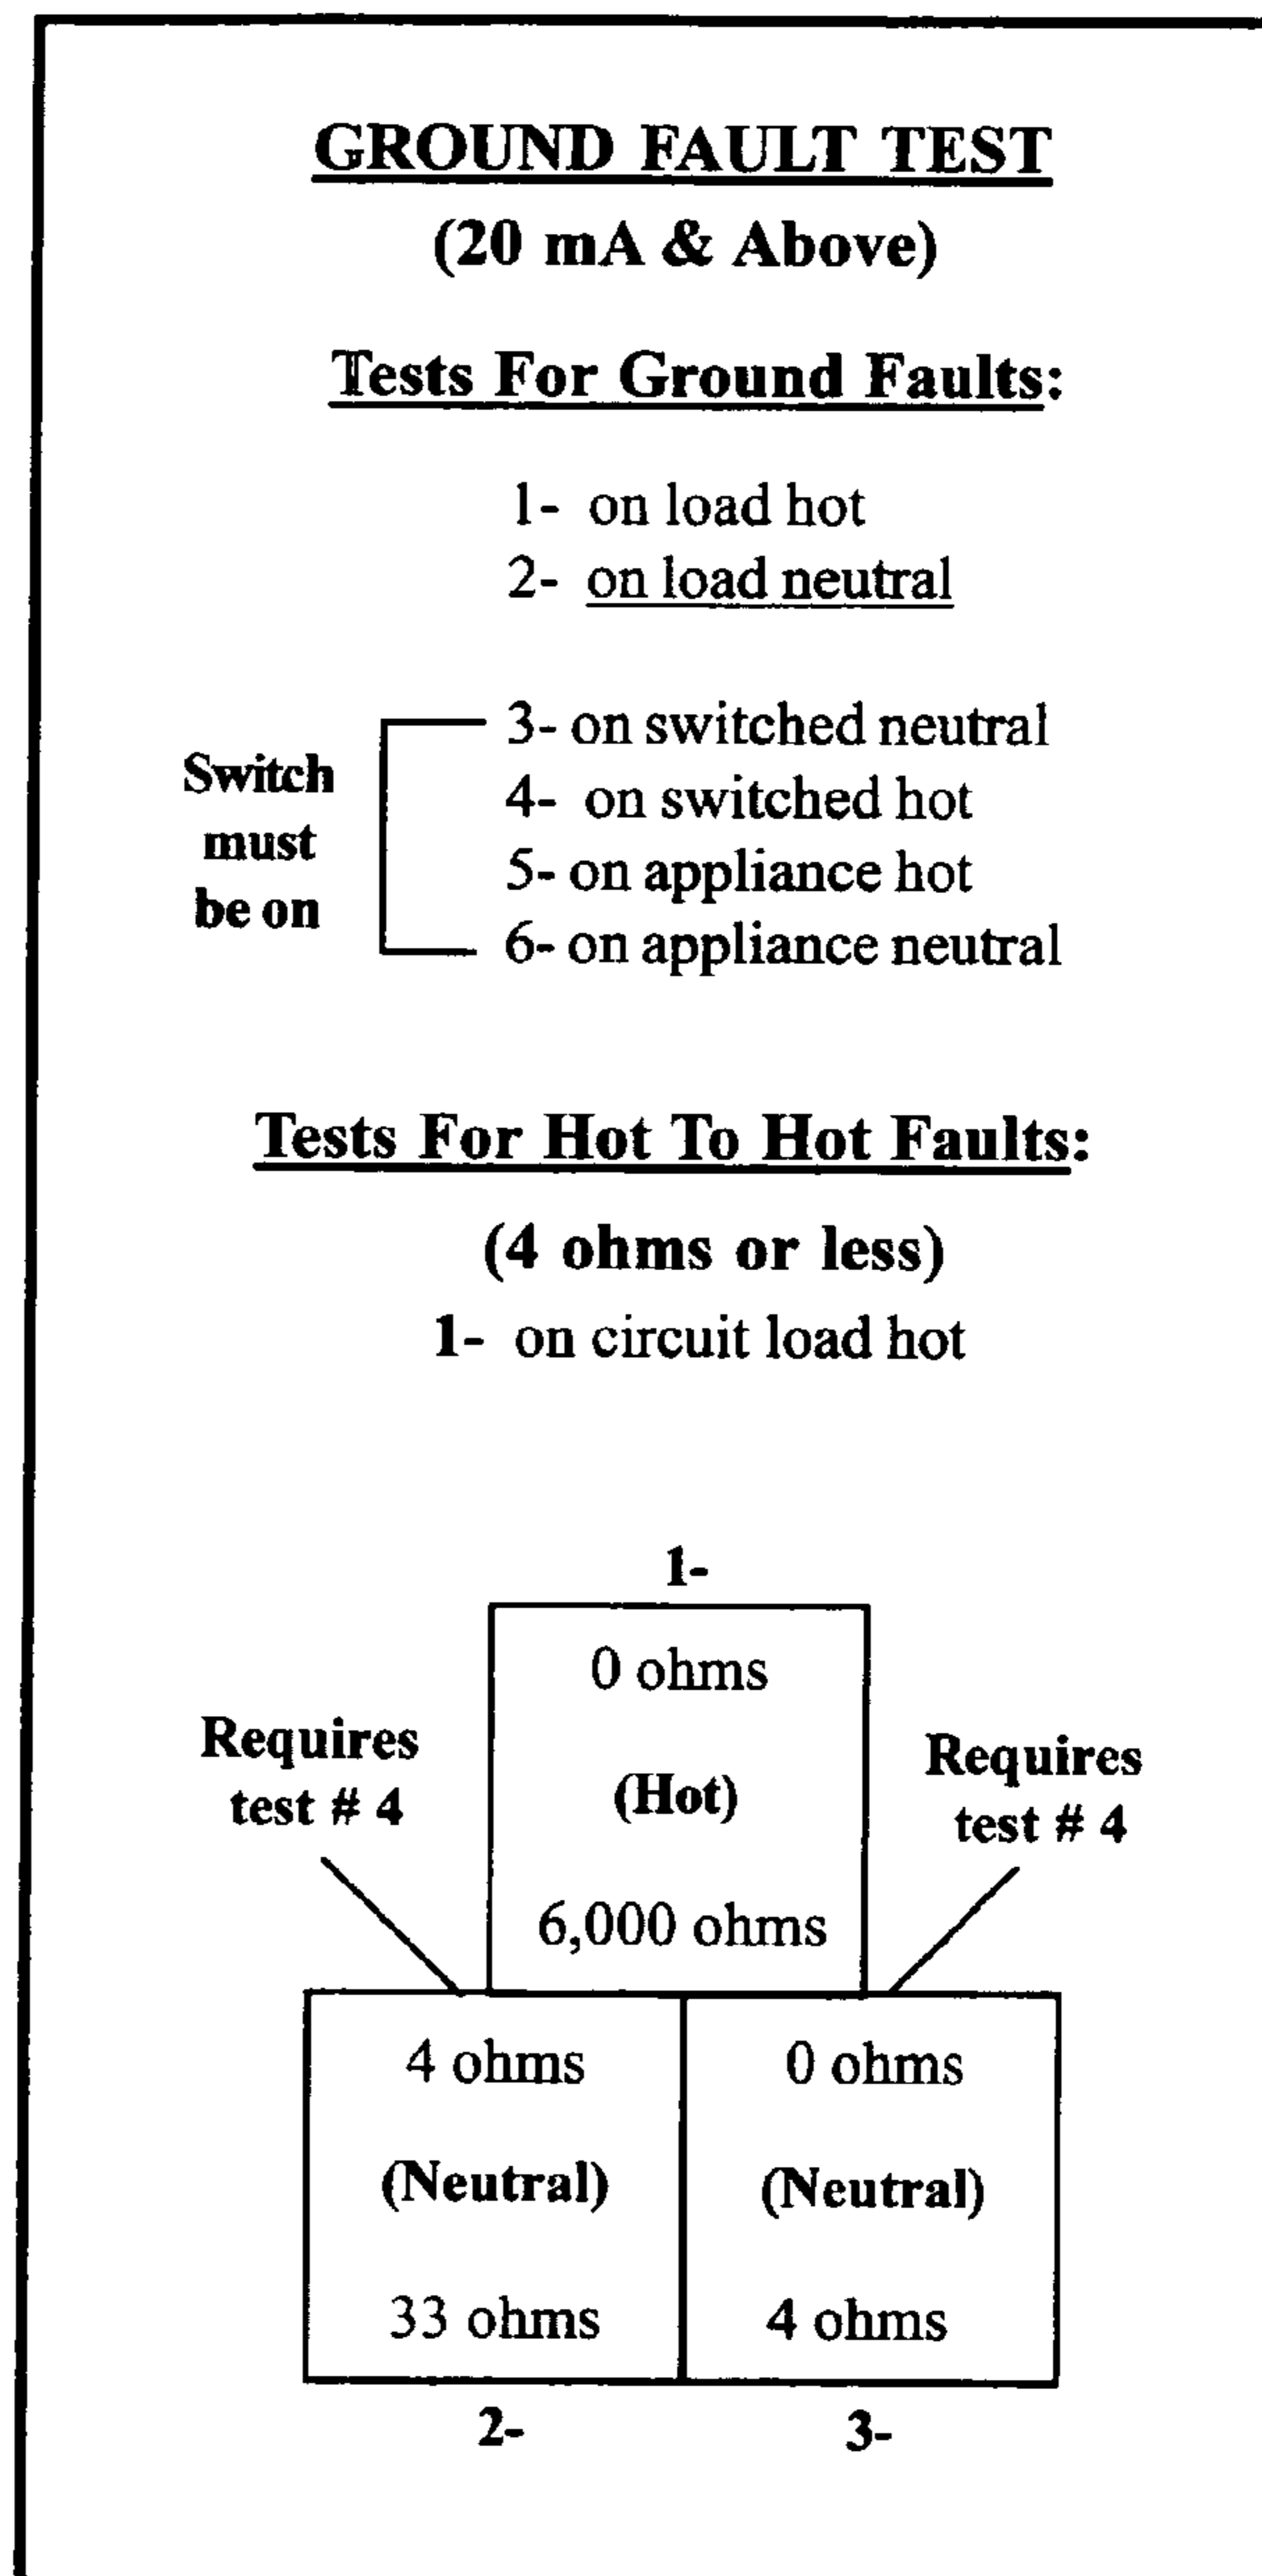 GROUND FAULT TEST
(20 mA & Above)
Tests For Ground Faults:
1- on load hot
2- on load neutral
Switch
must
be on
3- on switched neutral
4- on switched hot
5- on appliance hot
6- on appliance neutral
Tests For Hot To Hot Faults:
(4 ohms or less)
1- on circuit load hot
1-
0 ohms
(Hot)
6,000 ohms
Requires
test # 4
Requires
test # 4
4 ohms
(Neutral)
33 ohms
0 ohms
(Neutral)
4 ohms
2-
3-